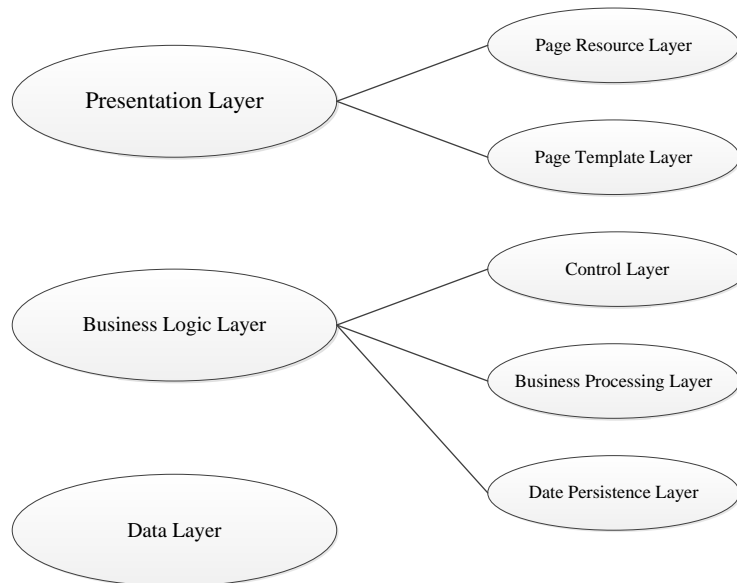 Page Resource Layer
Presentation Layer
Page Template Layer
Control Layer
Business Logic Layer
Business Processing Layer
Date Persistence Layer
Data Layer